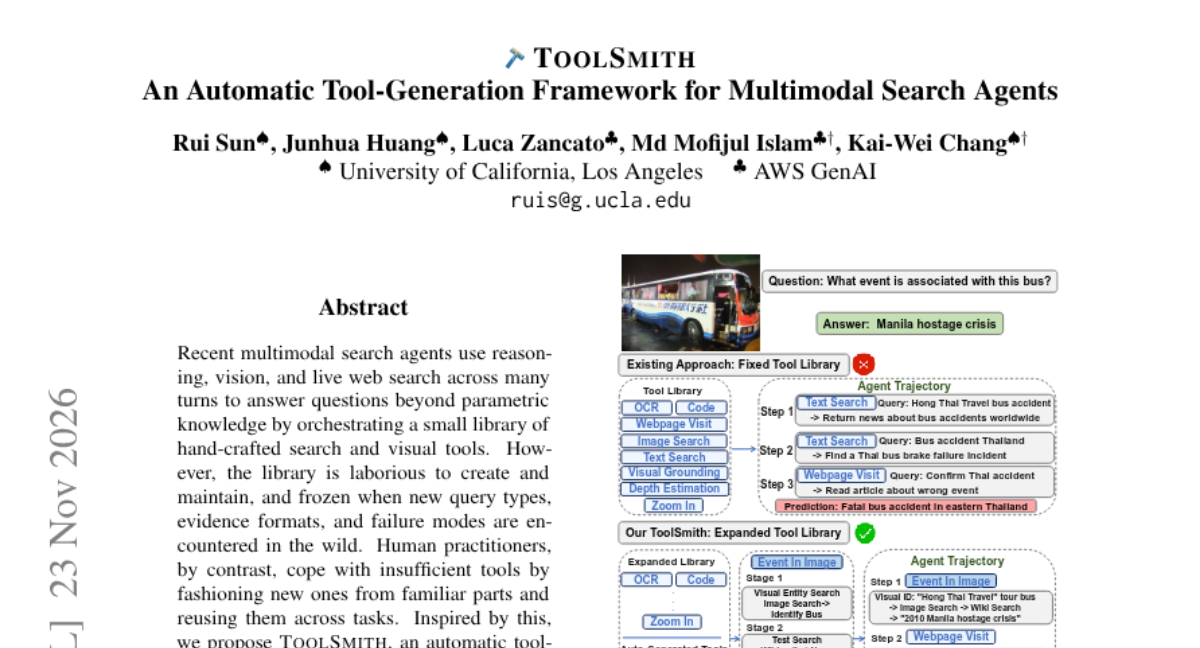 TOOLSMITH
An Automatic Tool-Generation Framework for Multimodal Search Agents
Rui Sun♠, Junhua Huang♠, Luca Zancato♣, Md Mofijul Islam♣†, Kai-Wei Chang♠†
♠ University of California, Los Angeles ♣ AWS GenAI
ruis@g.ucla.edu
L] 23 Nov 2026
Abstract
Recent multimodal search agents use reason-
ing, vision, and live web search across many
turns to answer questions beyond parametric
knowledge by orchestrating a small library of
hand-crafted search and visual tools. How-
ever, the library is laborious to create and
maintain, and frozen when new query types,
evidence formats, and failure modes are en-
countered in the wild. Human practitioners,
by contrast, cope with insufficient tools by
fashioning new ones from familiar parts and
reusing them across tasks. Inspired by this,
we propose TOOLSMITH, an automatic tool-
Question: What event is associated with this bus?
Answer: Manila hostage crisis
Existing Approach: Fixed Tool Library
Tool Library
OCR Code
Webpage Visit
Image Search
Text Search
Visual Grounding
Depth Estimation
Zoom In
Agent Trajectory
Step 1 Text Search Query: Hong Thai Travel bus accident
-> Return news about bus accidents worldwide
Step 2 Text Search Query: Bus accident Thailand
-> Find a Thai bus brake failure incident
Step 3 Webpage Visit Query: Confirm Thai accident
-> Read article about wrong event
Prediction: Fatal bus accident in eastern Thailand
Our ToolSmith: Expanded Tool Library
Expanded Library
OCR Code
Zoom In
Event In Image
Stage 1
Visual Entity Search
Image Search->
Identify Bus
Stage 2
Test Search
Agent Trajectory
Step 1 Event In Image
Visual ID: "Hong Thai Travel" tour bus
-> Image Search -> Wiki Search
-> "2010 Manila hostage crisis"
Step 2 Webpage Visit